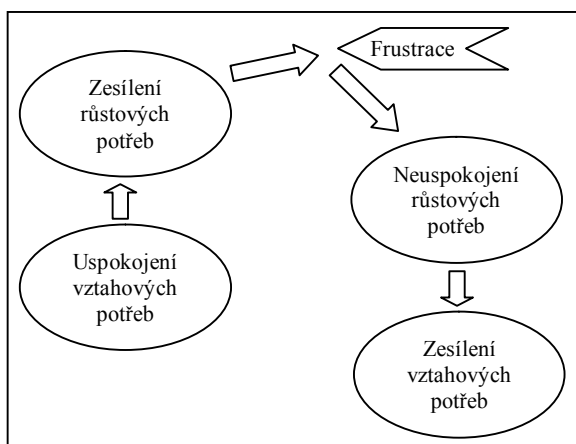 Frustrace
Zesílení
růstových
potřeb
Neuspokojení
růstových
potřeb
Uspokojení
vztahových
potřeb
Zesílení
vztahových
potřeb